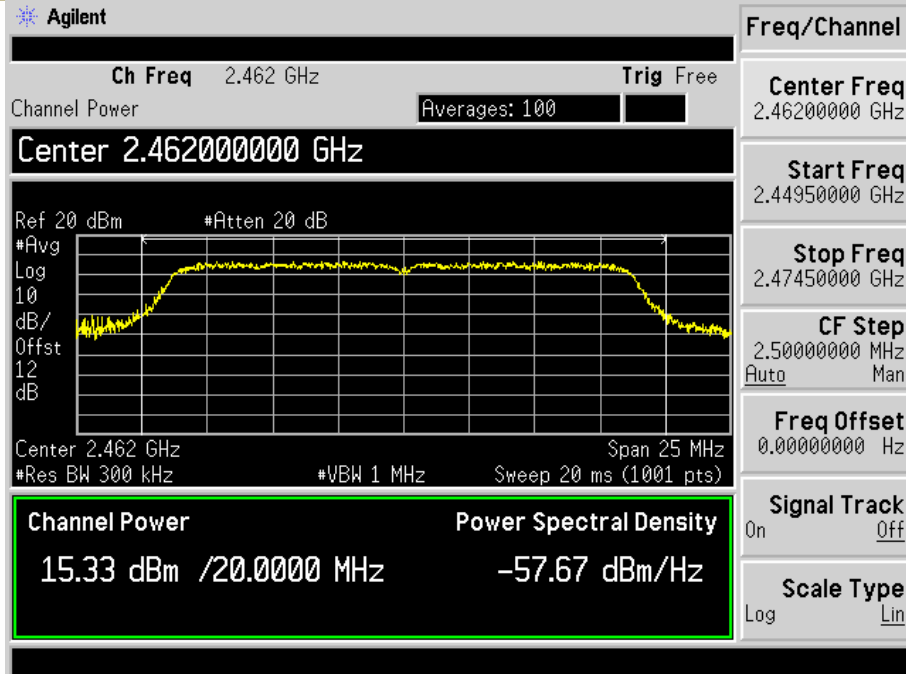 Agilent
Ch Freq 2.462 GHz Trig Free
Channel Power Averages: 100
Center 2.462000000 GHz
Ref 20 dBm #Atten 20 dB
#Avg
Log
10
dB/
Offst
12
dB
Center 2.462 GHz Span 25 MHz
#Res BW 300 kHz #VBW 1 MHz Sweep 20 ms (1001 pts)
Channel Power Power Spectral Density
15.33 dBm /20.0000 MHz -57.67 dBm/Hz
Freq/Channel
Center Freq
2.46200000 GHz
Start Freq
2.44950000 GHz
Stop Freq
2.47450000 GHz
CF Step
2.50000000 MHz
Auto Man
Freq Offset
0.00000000 Hz
Signal Track
On Off
Scale Type
Log Lin